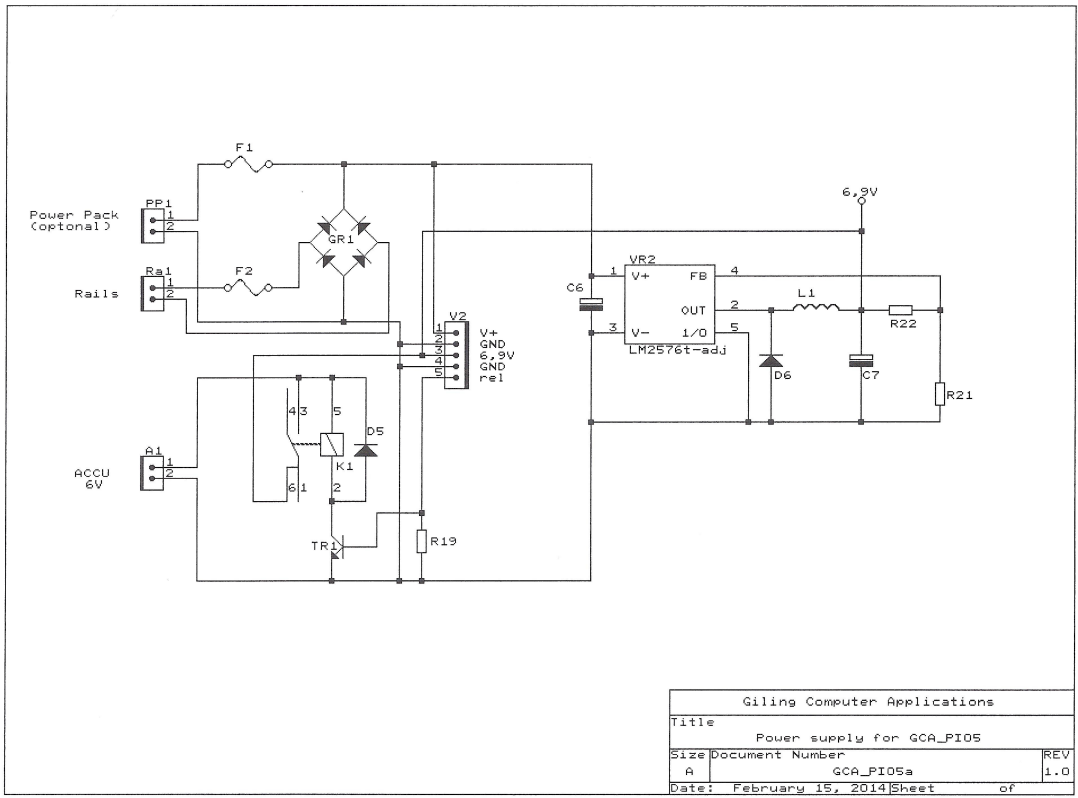 F1
6,9V
PP1
Power Pack
(optonal)
1
2
GR1
VR2
Ra1
F2
Rails
1
2
1
V+
FB
4
C6
L1
OUT
2
R22
V2
3
V-
1/O
5
LM2576t-adj
1
V+
2
GND
3
6,9V
4
GND
5
rel
D6
C7
R21
4
3
5
D5
A1
ACCU
6V
1
2
K1
6
1
2
TR1
R19
Giling Computer Applications
Title
Power supply for GCA_PI05
Size
Document Number
REV
A
GCA_PI05a
1.0
Date: February 15, 2014
Sheet of